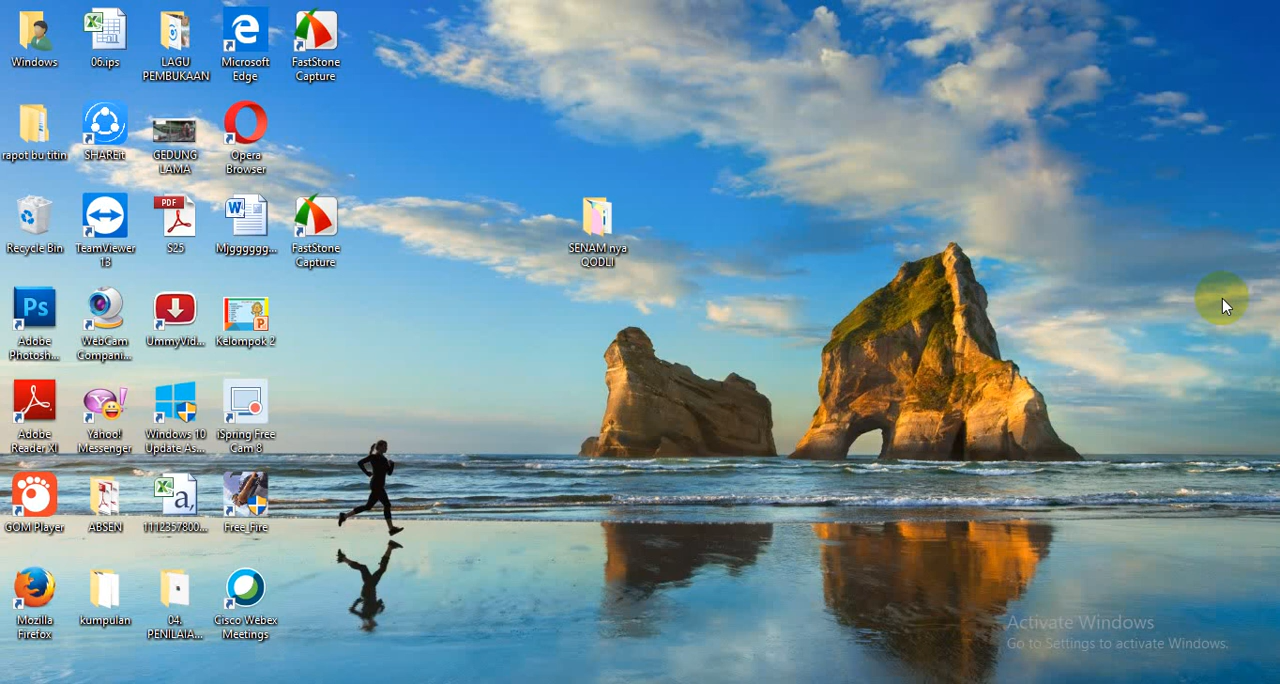 Windows
06.ips
LAGU
PEMBUKAAN
Microsoft
Edge
FastStone
Capture
rapot bu titin
SHAREit
GEDUNG
LAMA
Opera
Browser
Recycle Bin
TeamViewer
13
PDF
S25
Mjgggggg...
FastStone
Capture
SENAM nya
QODLI
Ps
Adobe
Photosh...
WebCam
Compani...
UmmyVid...
Kelompok 2
Adobe
Reader XI
Yahoo!
Messenger
Windows 10
Update As...
iSpring Free
Cam 8
GOM Player
ABSEN
1112357800...
Free_Fire
Mozilla
Firefox
kumpulan
04.
PENILAIA...
Cisco Webex
Meetings
Activate Windows
Go to Settings to activate Windows.